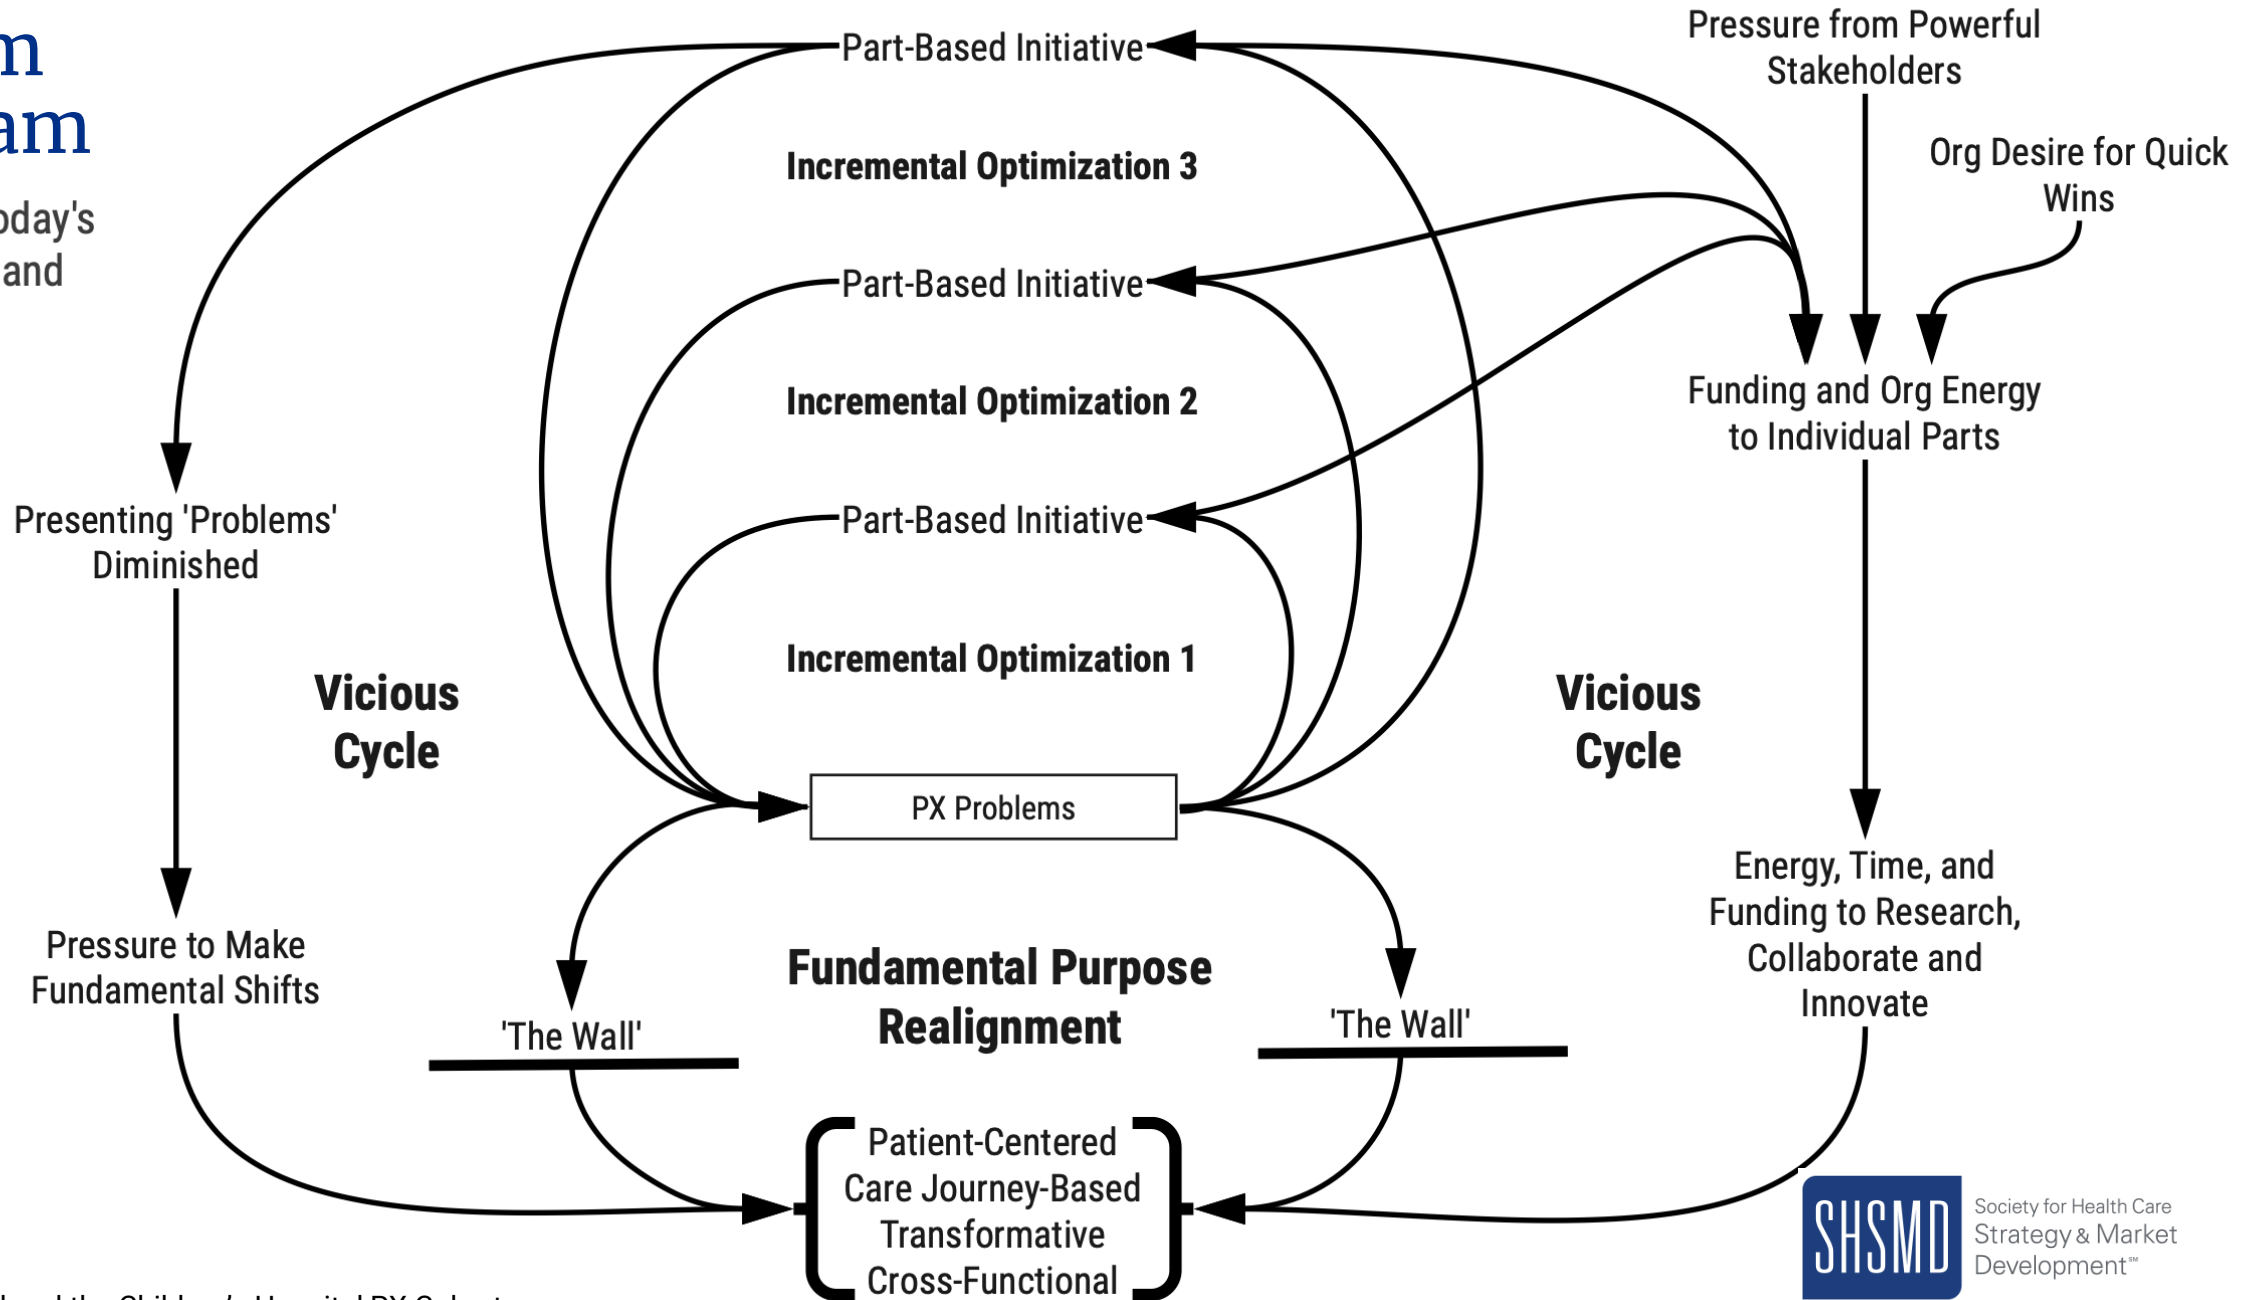 Part-Based Initiative
Pressure from Powerful
Stakeholders
Org Desire for Quick
Wins
Incremental Optimization 3
and
Part-Based Initiative
Funding and Org Energy
to Individual Parts
Incremental Optimization 2
Presenting 'Problems'
Diminished
Part-Based Initiative
Incremental Optimization 1
Vicious
Cycle
Vicious
Cycle
PX Problems
Energy, Time, and
Funding to Research,
Collaborate and
Innovate
Pressure to Make
Fundamental Shifts
Fundamental Purpose
Realignment
'The Wall'
'The Wall'
Patient-Centered
Care Journey-Based
Transformative
Cross-Functional
SHSMD
Society for Health Care
Strategy & Market
Development℠